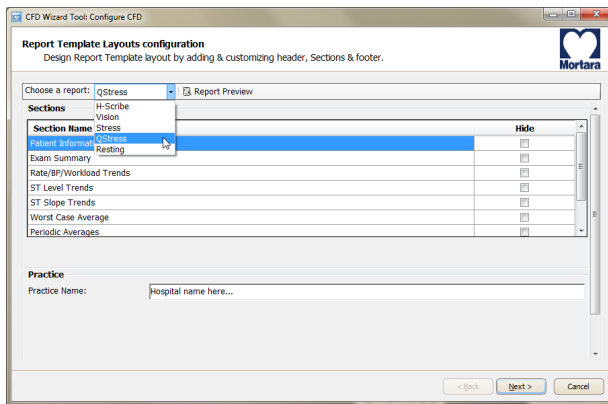 CFD Wizard Tool: Configure CFD
Report Template Layouts configuration
Design Report Template layout by adding & customizing header, Sections & footer.
Mortara
Choose a report: QStress Report Preview
H-Scribe
Vision
Stress
QStress
Resting
Sections
Section Name Hide
Patient Informati
Exam Summary
Rate/BP/Workload Trends
ST Level Trends
ST Slope Trends
Worst Case Average
Periodic Averages
Practice
Practice Name: Hospital name here...
< Back Next > Cancel